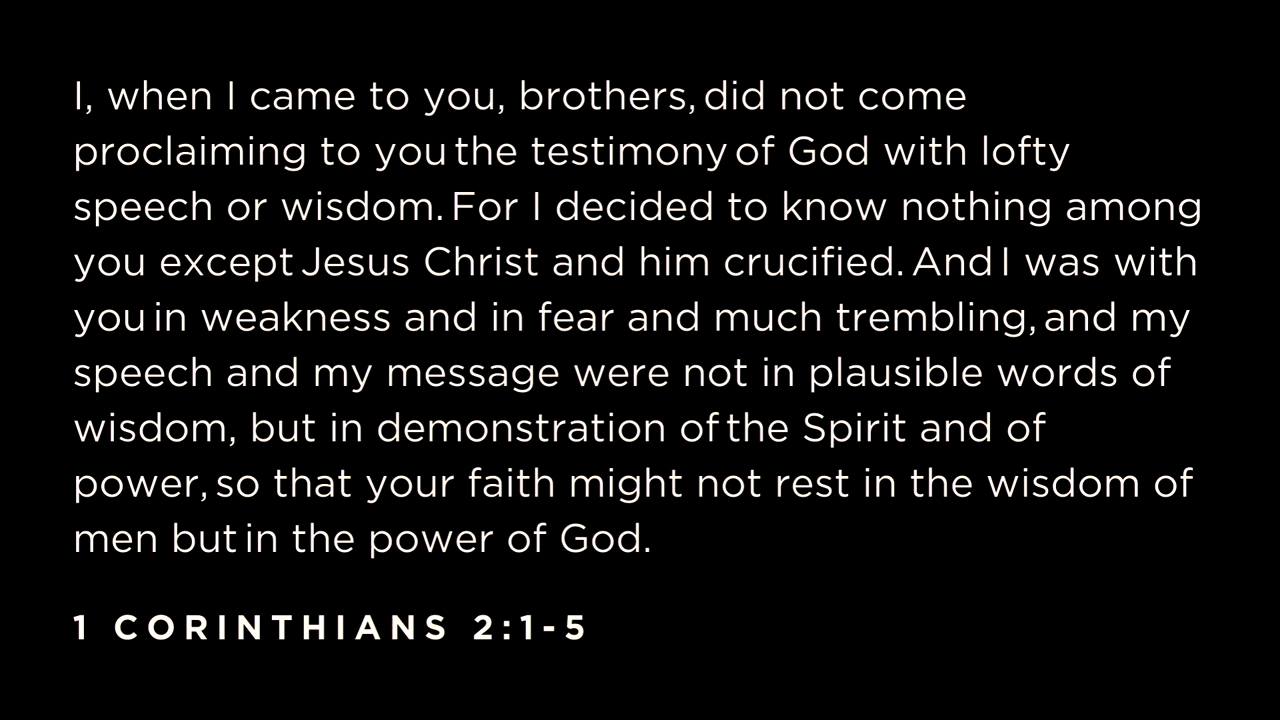 I, when I came to you, brothers, did not come
proclaiming to you the testimony of God with lofty
speech or wisdom. For I decided to know nothing among
you except Jesus Christ and him crucified. And I was with
you in weakness and in fear and much trembling, and my
speech and my message were not in plausible words of
wisdom, but in demonstration of the Spirit and of
power, so that your faith might not rest in the wisdom of
men but in the power of God.
1 CORINTHIANS 2:1-5